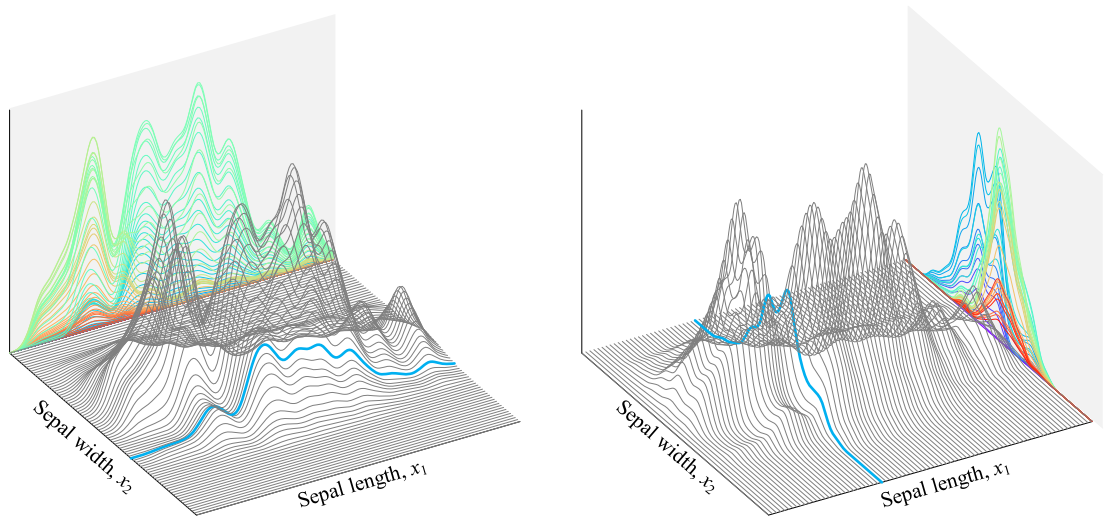 Sepal width, x₂
Sepal length, x₁
Sepal width, x₂
Sepal length, x₁